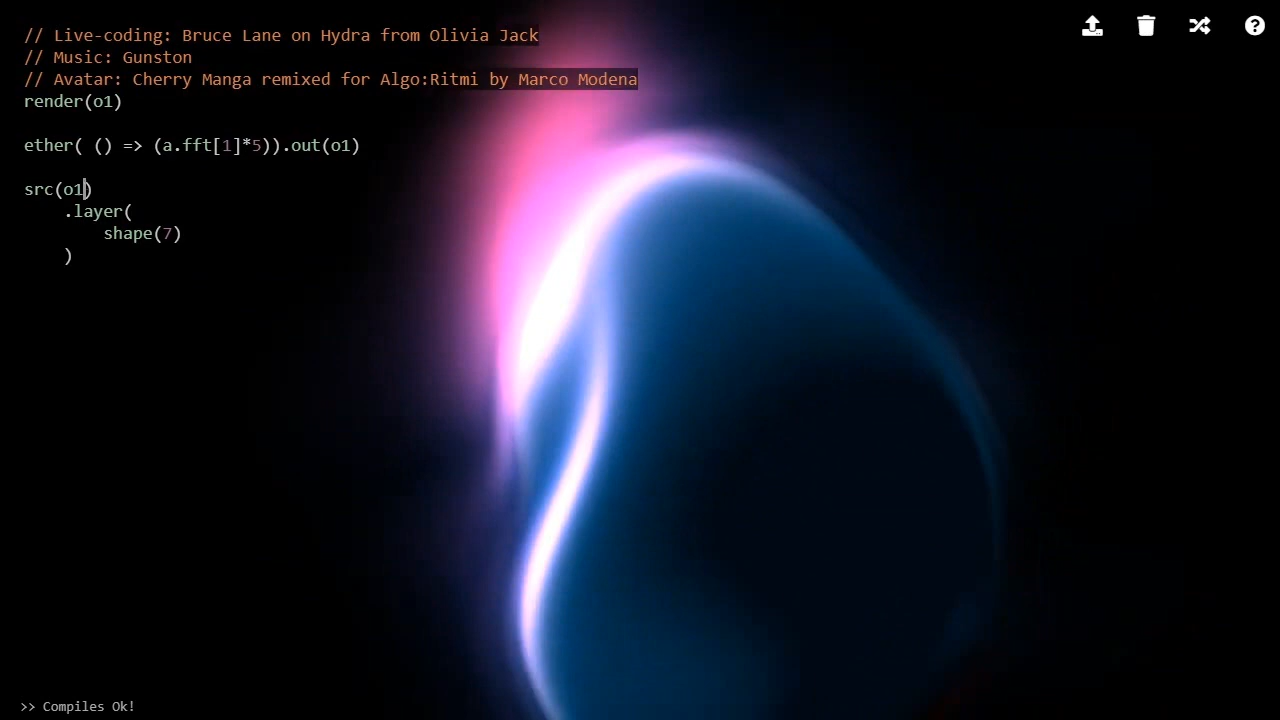 // Live-coding: Bruce Lane on Hydra from Olivia Jack
// Music: Gunston
// Avatar: Cherry Manga remixed for Algo:Ritmi by Marco Modena
render(o1)
ether( () => (a.fft[1]*5)).out(o1)
src(o1)
.layer(
shape(7)
)
>> Compiles Ok!